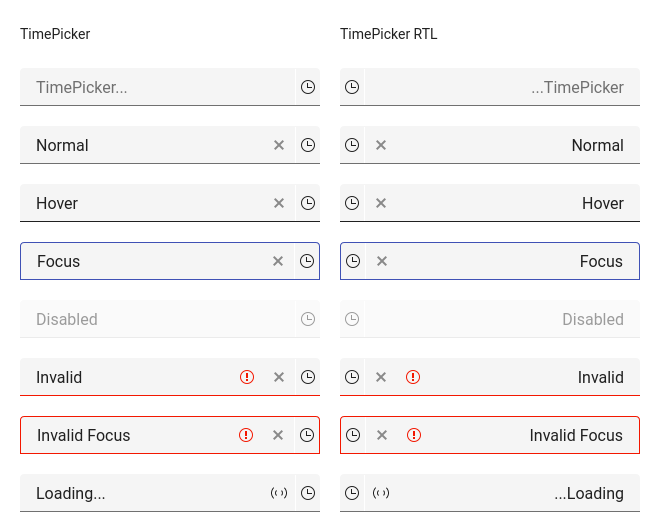 TimePicker
TimePicker RTL
TimePicker...
...TimePicker
Normal
Normal
Hover
Hover
Focus
Focus
Disabled
Disabled
Invalid
Invalid
Invalid Focus
Invalid Focus
Loading...
...Loading